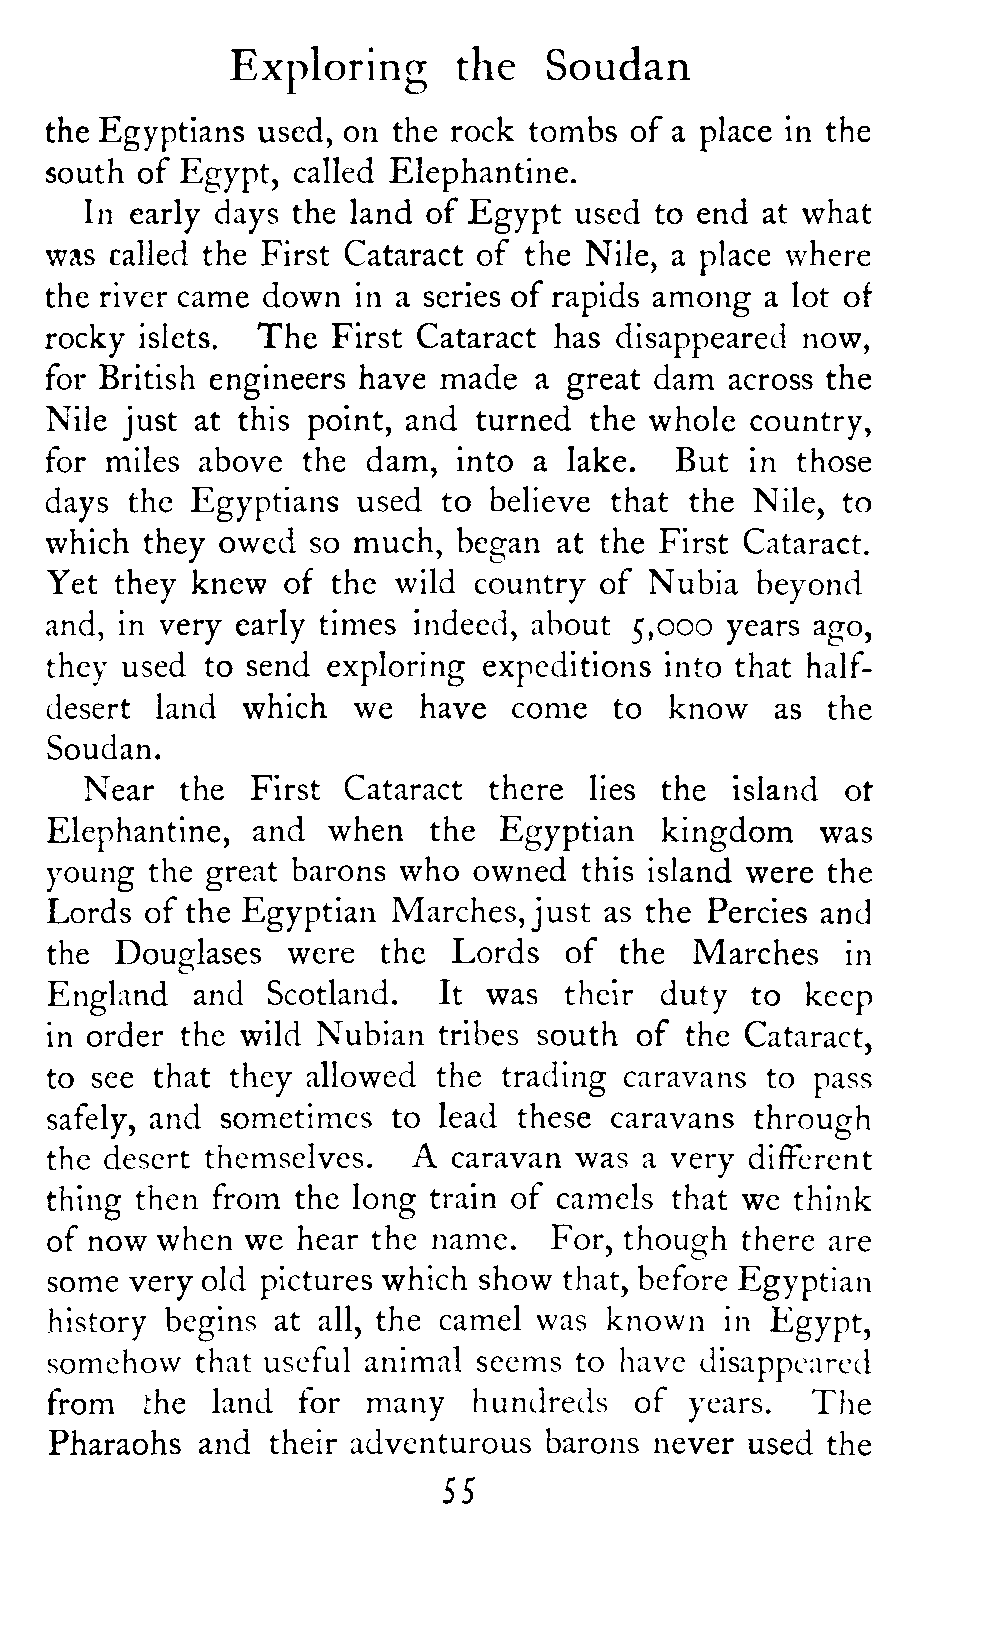 Exploring the Soudan
the Egyptians used, on the rock tombs of a place in the
south of Egypt, called Elephantine.
In early days the land of Egypt used to end at what
was called the First Cataract of the Nile, a place where
the river came down in a series of rapids among a lot of
rocky islets. The First Cataract has disappeared now,
for British engineers have made a great dam across the
Nile just at this point, and turned the whole country,
for miles above the dam, into a lake. But in those
days the Egyptians used to believe that the Nile, to
which they owed so much, began at the First Cataract.
Yet they knew of the wild country of Nubia beyond
and, in very early times indeed, about 5,000 years ago,
they used to send exploring expeditions into that half-
desert land which we have come to know as the
Soudan.
Near the First Cataract there lies the island of
Elephantine, and when the Egyptian kingdom was
young the great barons who owned this island were the
Lords of the Egyptian Marches, just as the Percies and
the Douglases were the Lords of the Marches in
England and Scotland. It was their duty to keep
in order the wild Nubian tribes south of the Cataract,
to see that they allowed the trading caravans to pass
safely, and sometimes to lead these caravans through
the desert themselves. A caravan was a very different
thing then from the long train of camels that we think
of now when we hear the name. For, though there are
some very old pictures which show that, before Egyptian
history begins at all, the camel was known in Egypt,
somehow that useful animal seems to have disappeared
from the land for many hundreds of years. The
Pharaohs and their adventurous barons never used the
55